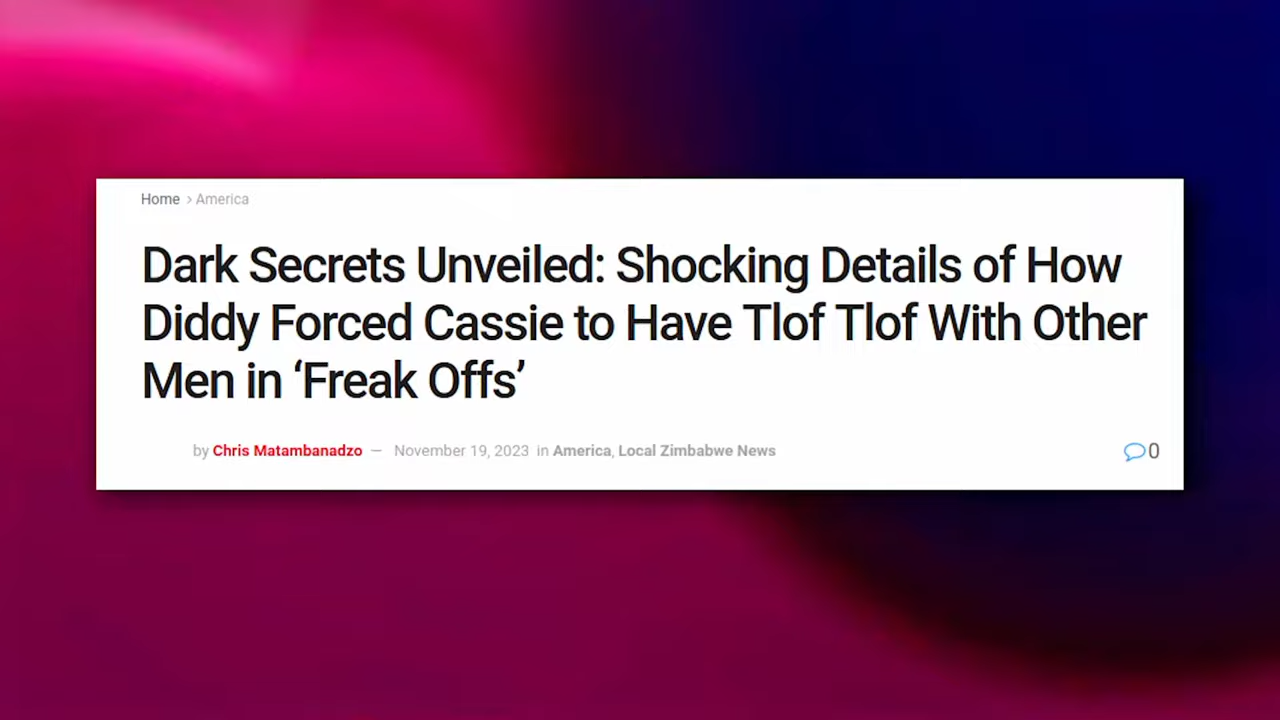 Home > America
Dark Secrets Unveiled: Shocking Details of How
Diddy Forced Cassie to Have Tlof Tlof With Other
Men in ‘Freak Offs’
by Chris Matambanadzo — November 19, 2023 in America, Local Zimbabwe News
0